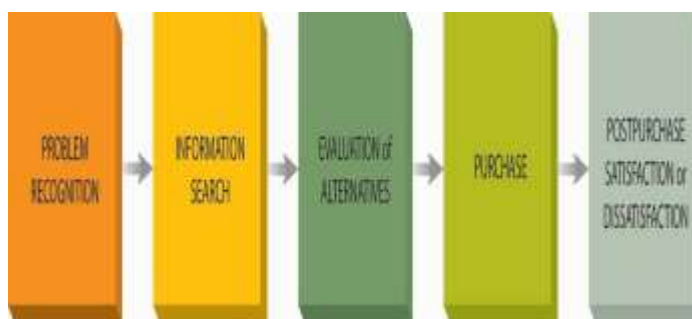 PROBLEM
RECOGNITION
INFORMATION
SEARCH
EVALUATION of
ALTERNATIVES
PURCHASE
POSTPURCHASE
SATISFACTION or
DISSATISFACTION